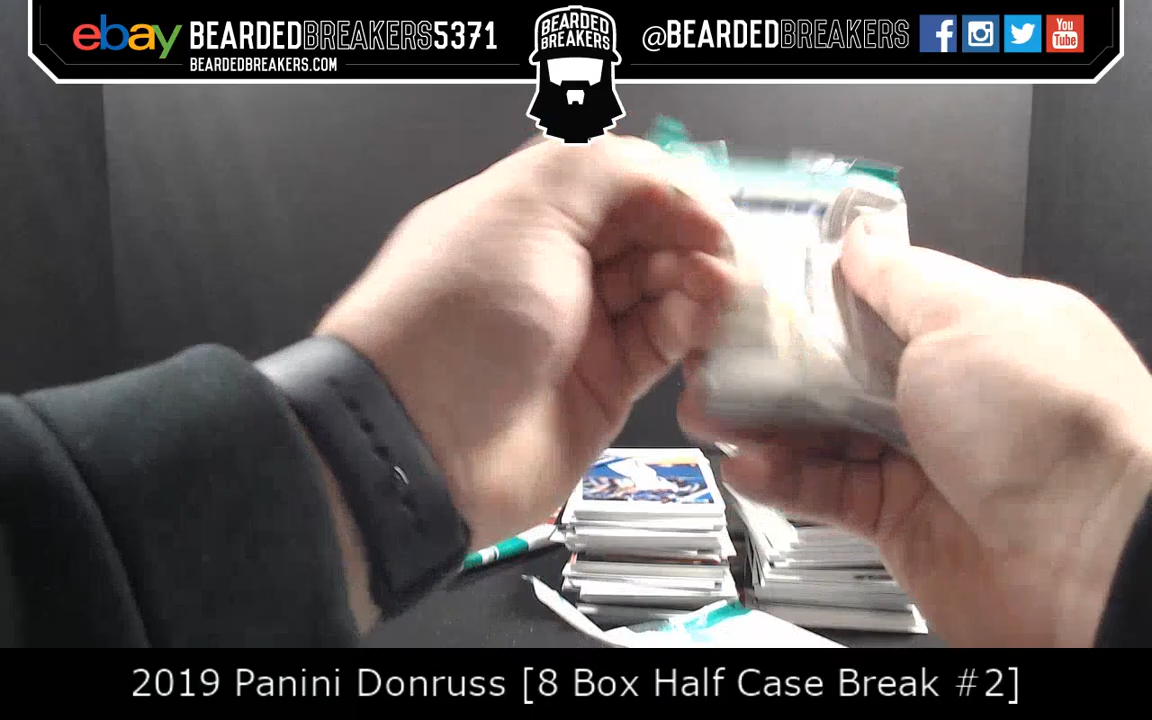 ebay BEARDEDBREAKERS5371
BEARDEDBREAKERS.COM
BEARDED
BREAKERS
@BEARDEDBREAKERS
You
Tube
2019 Panini Donruss [8 Box Half Case Break #2]